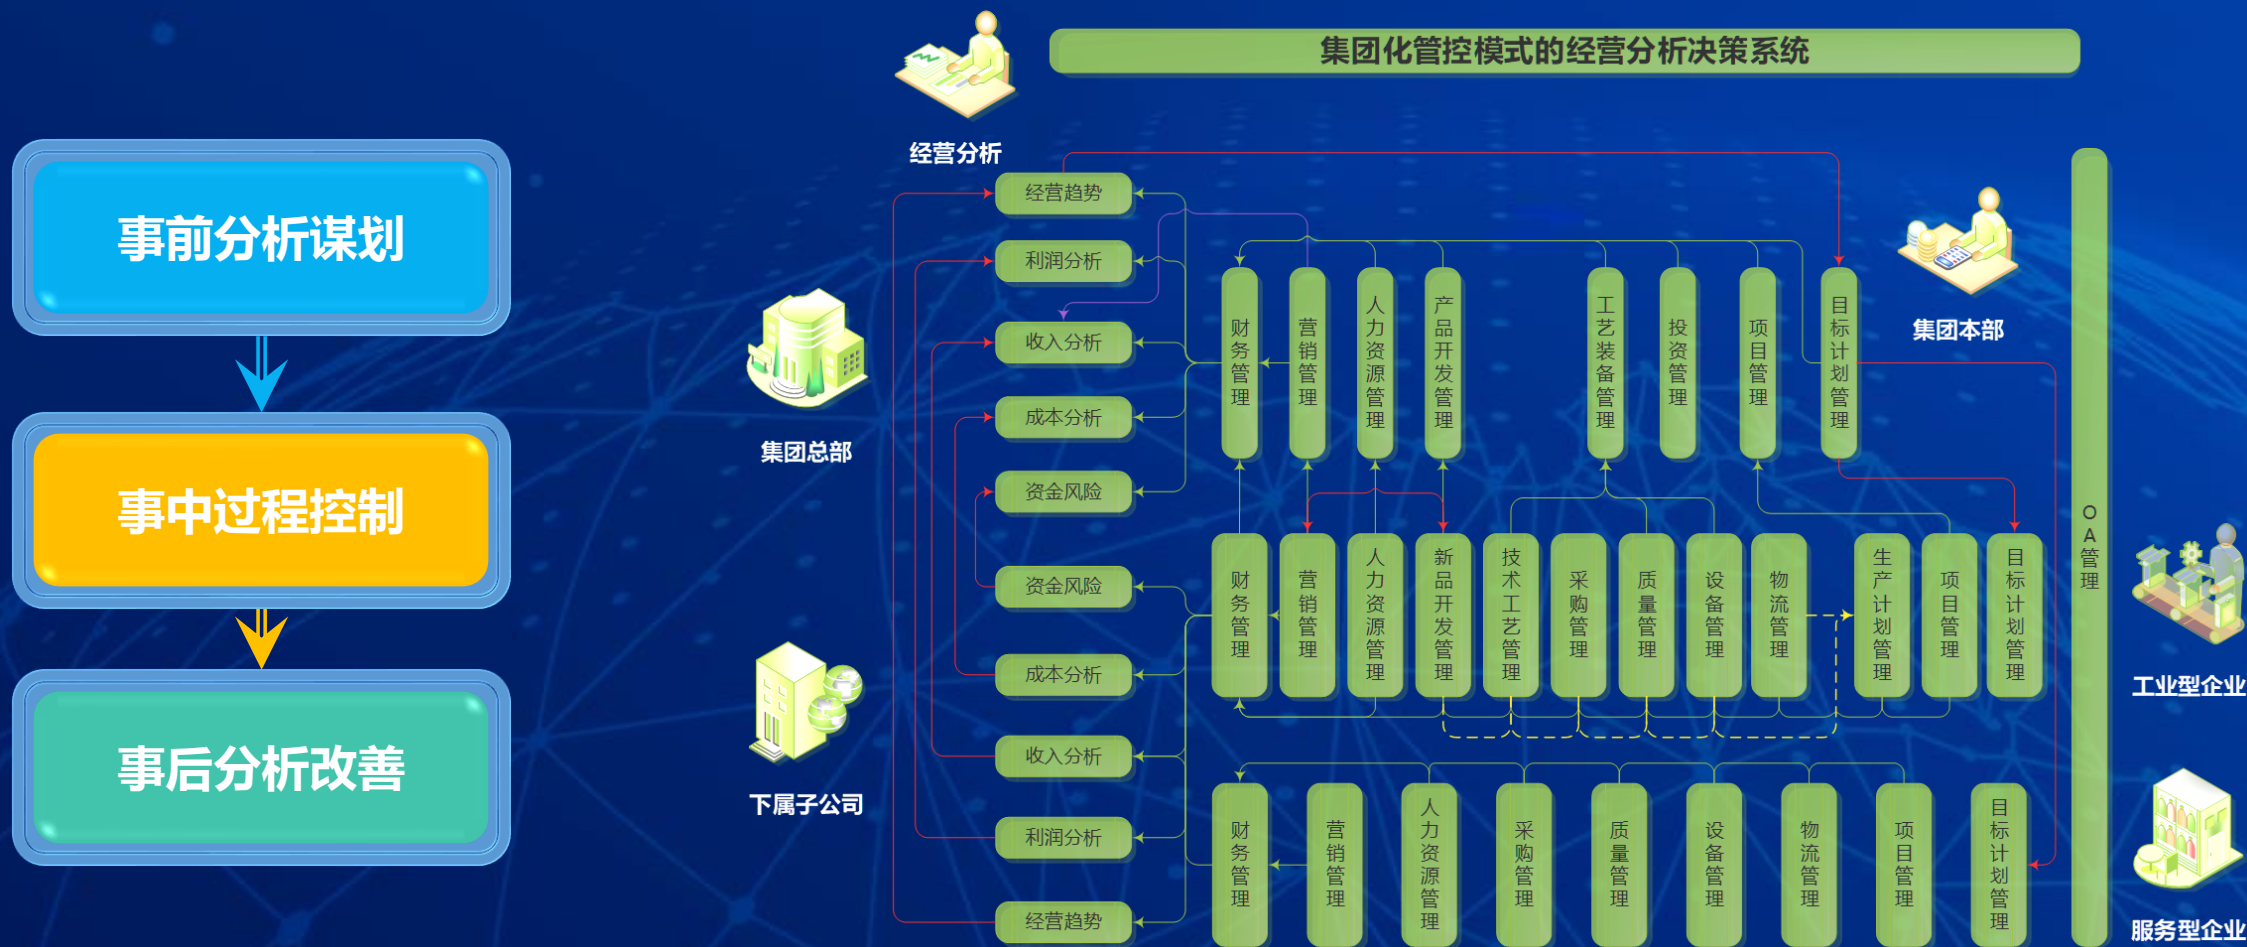 集团化管控模式的经营分析决策系统
事前分析谋划
事中过程控制
事后分析改善
经营分析
集团总部
下属子公司
经营趋势
利润分析
收入分析
成本分析
资金风险
资金风险
成本分析
收入分析
利润分析
经营趋势
财务管理
营销管理
人力资源管理
产品开发管理
工艺装备管理
投资管理
项目管理
目标计划管理
集团本部
财务管理
营销管理
人力资源管理
新品开发管理
技术工艺管理
采购管理
质量管理
设备管理
物流管理
生产计划管理
项目管理
目标计划管理
工业型企业
财务管理
营销管理
人力资源管理
采购管理
质量管理
设备管理
物流管理
项目管理
目标计划管理
服务型企业
OA管理